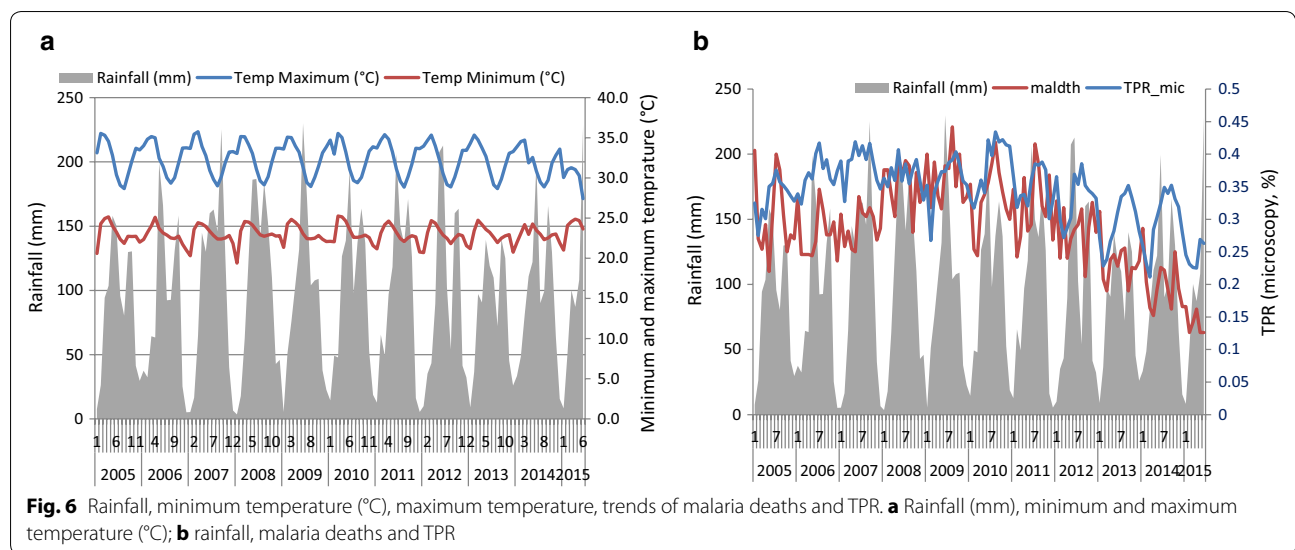 a
Rainfall (mm) Temp Maximum (°C) Temp Minimum (°C)
250
200
150
100
50
0
Rainfall (mm)
40.0
35.0
30.0
25.0
20.0
15.0
10.0
5.0
0.0
Minimum and maximum temprature (°C)
1 6 11 4 9 2 7 12 5 10 3 8 1 6 11 4 9 2 7 12 5 10 3 8 1 6
2005 2006 2007 2008 2009 2010 2011 2012 2013 2014 2015
b
Rainfall (mm) maldth TPR_mic
250
200
150
100
50
0
Rainfall (mm)
0.5
0.45
0.4
0.35
0.3
0.25
0.2
0.15
0.1
0.05
0
TPR (microscopy, %)
1 7 1 7 1 7 1 7 1 7 1 7 1 7 1 7 1 7 1 7 1
2005 2006 2007 2008 2009 2010 2011 2012 2013 2014 2015
Fig. 6 Rainfall, minimum temperature (°C), maximum temperature, trends of malaria deaths and TPR. a Rainfall (mm), minimum and maximum
temperature (°C); b rainfall, malaria deaths and TPR